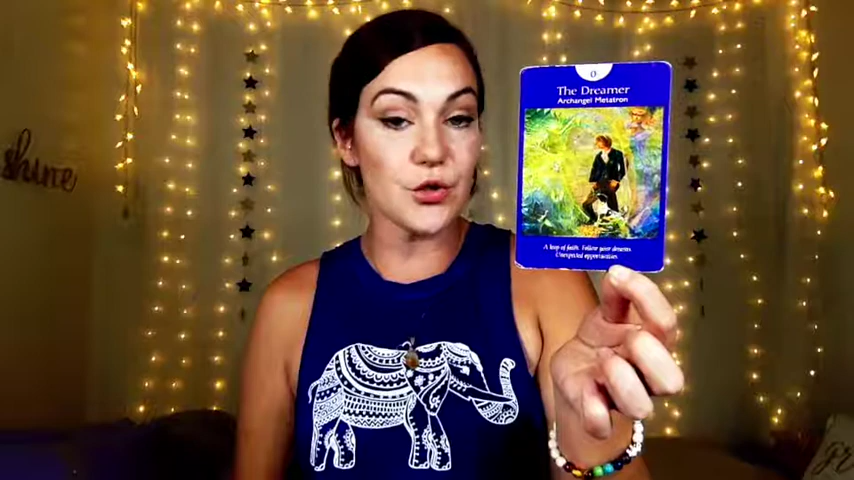 0
The Dreamer
Archangel Metatron
A leap of faith. Follow your dreams.
Unexpected opportunities.
shine